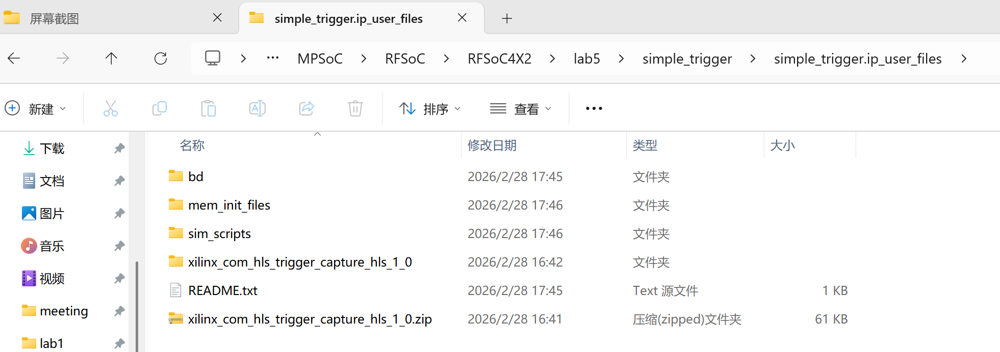 屏幕截图 simple_trigger.ip_user_files
MPSoC RFSoC RFSoC4X2 lab5 simple_trigger simple_trigger.ip_user_files
新建 排序 查看
名称 修改日期 类型 大小
下载
文档
图片
音乐
视频
meeting
lab1
bd 2026/2/28 17:45 文件夹
mem_init_files 2026/2/28 17:46 文件夹
sim_scripts 2026/2/28 17:46 文件夹
xilinx_com_hls_trigger_capture_hls_1_0 2026/2/28 16:42 文件夹
README.txt 2026/2/28 17:45 Text 源文件 1 KB
xilinx_com_hls_trigger_capture_hls_1_0.zip 2026/2/28 16:41 压缩(zipped)文件夹 61 KB